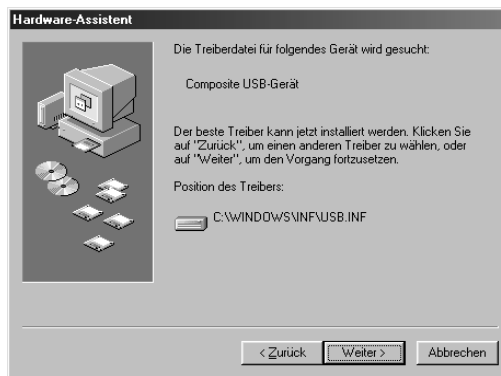 Hardware-Assistent
Die Treiberdatei für folgendes Gerät wird gesucht:
Composite USB-Gerät
Der beste Treiber kann jetzt installiert werden. Klicken Sie
auf "Zurück", um einen anderen Treiber zu wählen, oder
auf "Weiter", um den Vorgang fortzusetzen.
Position des Treibers:
C:\WINDOWS\INF\USB.INF
< Zurück
Weiter >
Abbrechen